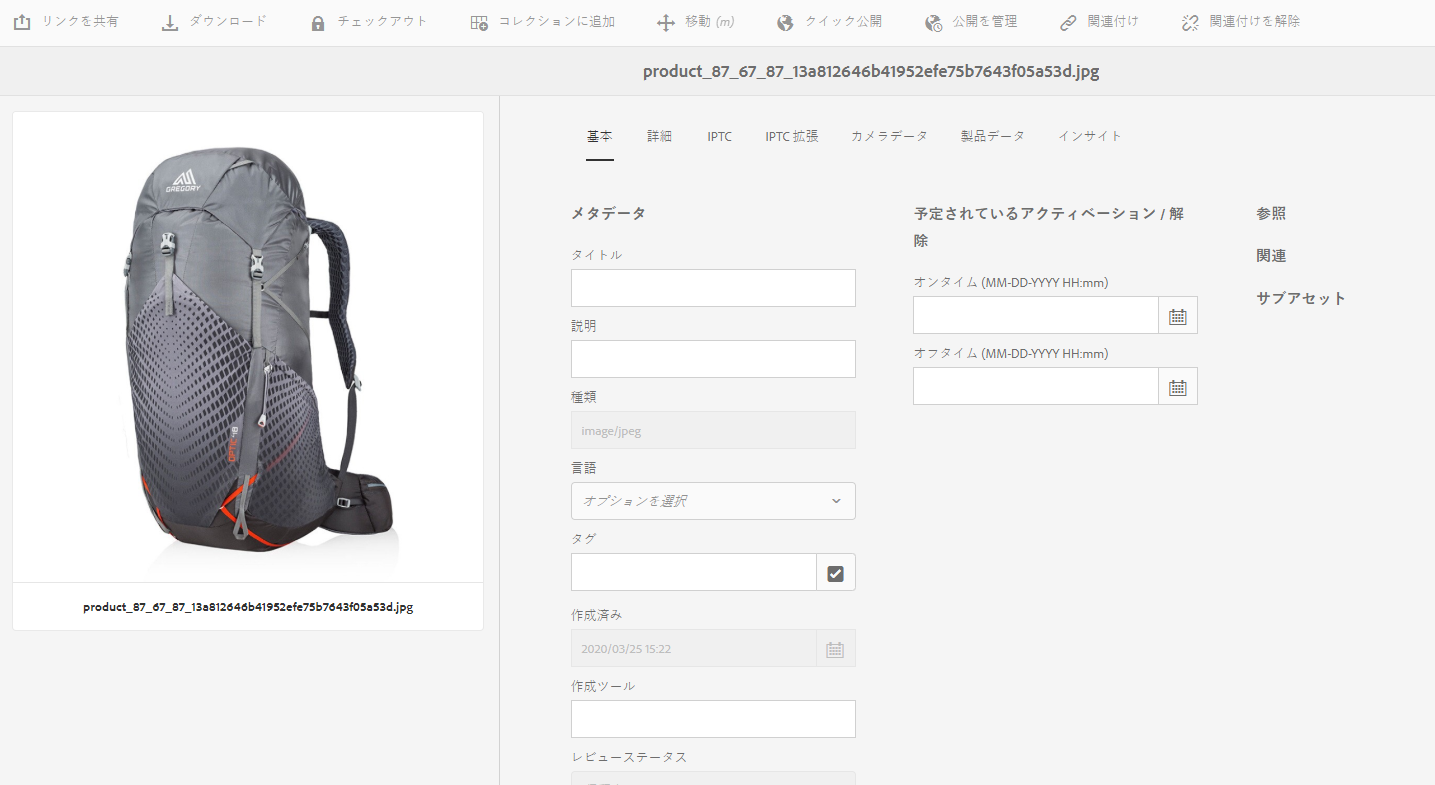 リンクを共有
ダウンロード
チェックアウト
コレクションに追加
移動 (m)
クイック公開
公開を管理
関連付け
関連付けを解除
product_87_67_87_13a812646b41952efe75b7643f05a53d.jpg
GREGORY
OPTIC 48
product_87_67_87_13a812646b41952efe75b7643f05a53d.jpg
基本
詳細
IPTC
IPTC 拡張
カメラデータ
製品データ
インサイト
メタデータ
タイトル
説明
種類
image/jpeg
言語
オプションを選択
タグ
作成済み
2020/03/25 15:22
作成ツール
レビューステータス
予定されているアクティベーション / 解
除
オンタイム (MM-DD-YYYY HH:mm)
オフタイム (MM-DD-YYYY HH:mm)
参照
関連
サブアセット